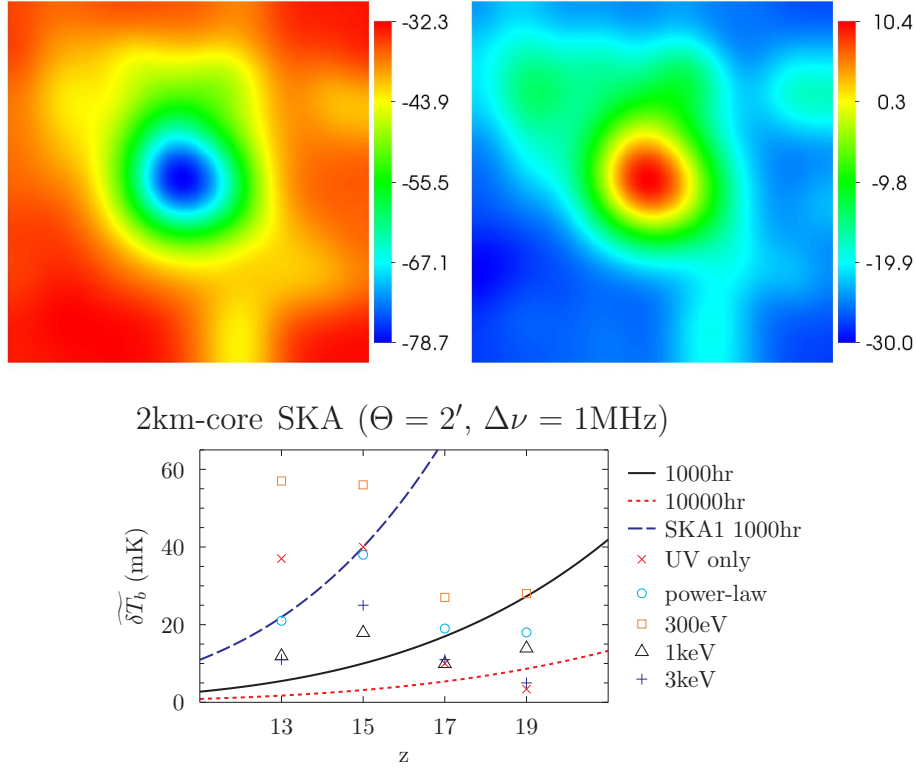 -32.3
-43.9
-55.5
-67.1
-78.7
10.4
0.3
-9.8
-19.9
-30.0
2km-core SKA (Θ = 2′, Δν = 1MHz)
60
40
20
0
δT̃_b (mK)
13 15 17 19
z
1000hr
10000hr
SKA1 1000hr
UV only
power-law
300eV
1keV
3keV